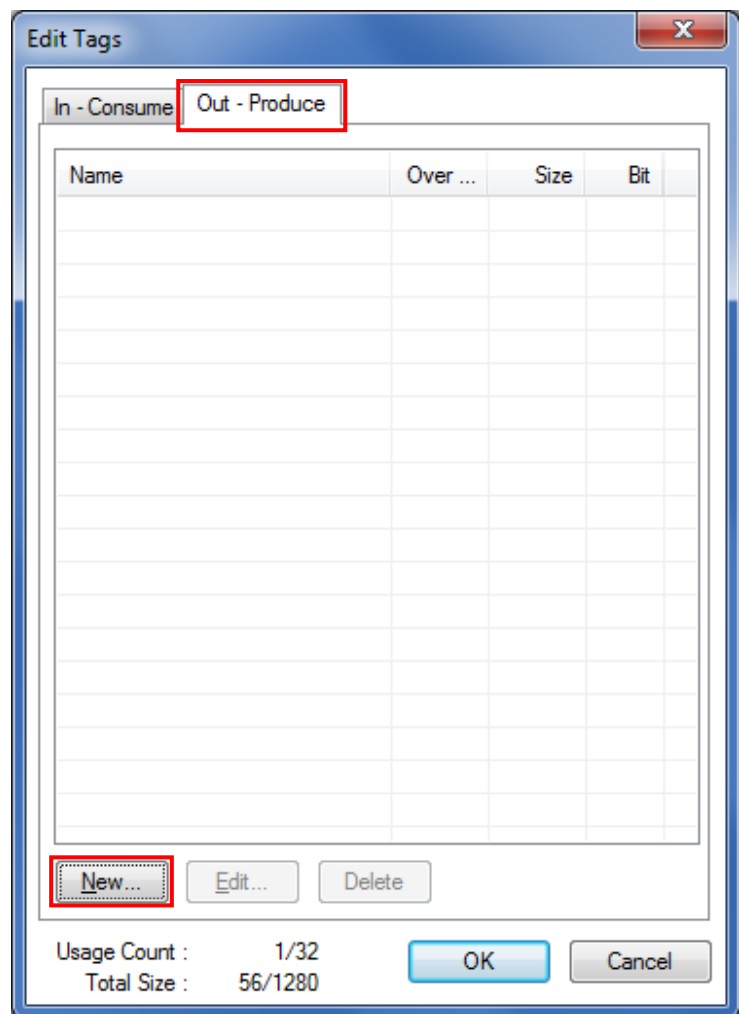 Edit Tags
In - Consume Out - Produce
Name Over ... Size Bit
New... Edit... Delete
Usage Count : 1/32
Total Size : 56/1280
OK Cancel